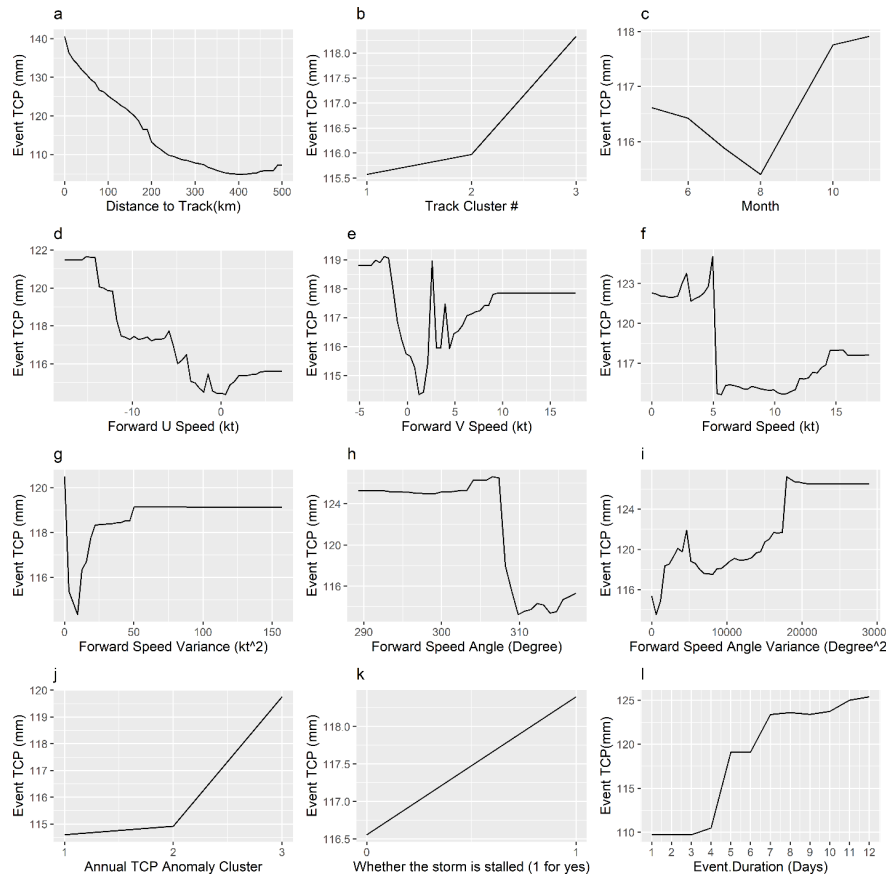 a
b
c
140
130
120
110
Event TCP (mm)
0
100
200
300
400
500
Distance to Track(km)
118.0
117.5
117.0
116.5
116.0
115.5
Event TCP (mm)
1
2
3
Track Cluster #
118
117
116
Event TCP (mm)
6
8
10
Month
d
e
f
122
120
118
116
Event TCP (mm)
-10
0
Forward U Speed (kt)
119
118
117
116
115
Event TCP (mm)
-5
0
5
10
15
Forward V Speed (kt)
123
120
117
Event TCP (mm)
0
5
10
15
Forward Speed (kt)
g
h
i
120
118
116
Event TCP (mm)
0
50
100
150
Forward Speed Variance (kt^2)
124
120
116
Event TCP (mm)
290
300
310
Forward Speed Angle (Degree)
124
120
116
Event TCP (mm)
0
10000
20000
3000
Forward Speed Angle Variance (Degree^2
j
k
l
120
119
118
117
116
115
Event TCP (mm)
1
2
3
Annual TCP Anomaly Cluster
118.0
117.5
117.0
116.5
Event TCP (mm)
0
1
Whether the storm is stalled (1 for yes)
125
120
110
Event TCP(mm)
1 2 3 4 5 6 7 8 9 10 11 12
Event.Duration (Days)